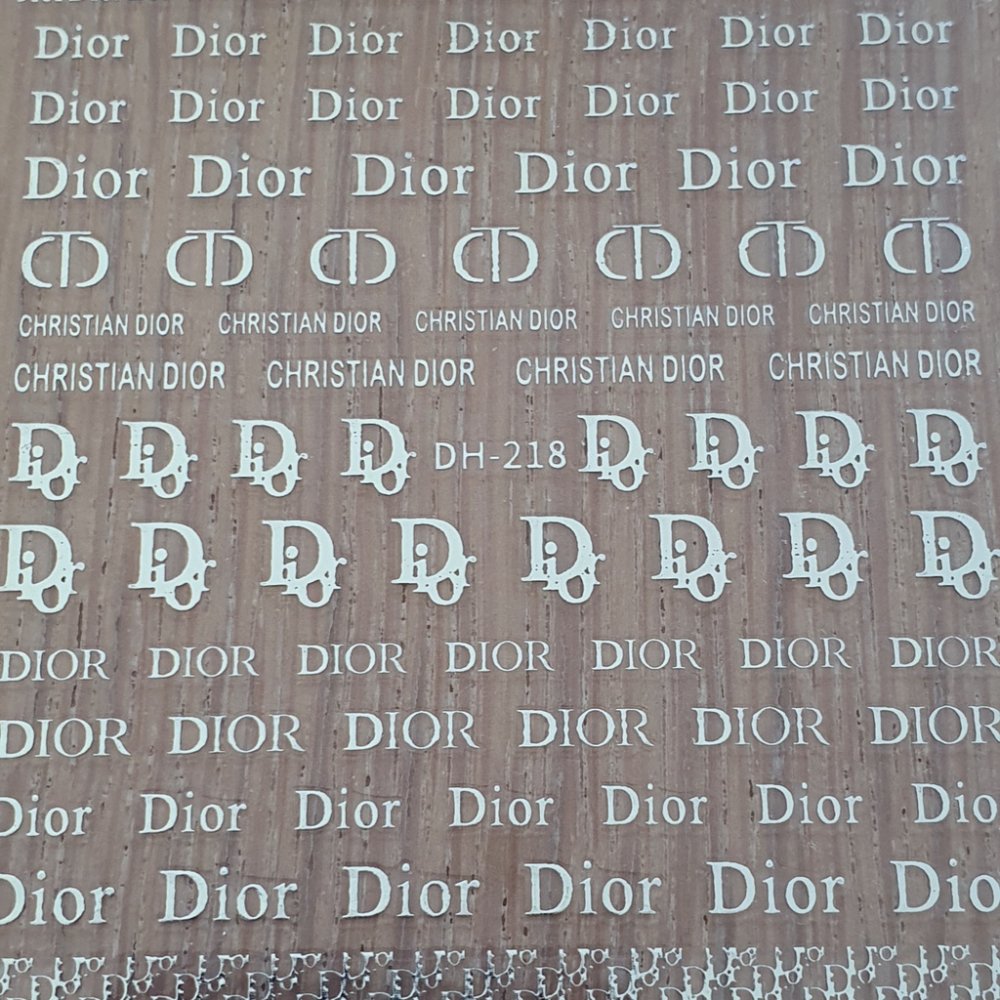 Dior Dior Dior Dior Dior Dior Dior
Dior Dior Dior Dior Dior Dior Dior
Dior Dior Dior Dior Dior Dior
CD CD CD CD CD CD CD
CHRISTIAN DIOR CHRISTIAN DIOR CHRISTIAN DIOR CHRISTIAN DIOR CHRISTIAN DIOR
CHRISTIAN DIOR CHRISTIAN DIOR CHRISTIAN DIOR CHRISTIAN DIOR
Dior Dior Dior Dior DH-218 Dior Dior Dior Dior
Dior Dior Dior Dior Dior Dior Dior Dior
DIOR DIOR DIOR DIOR DIOR DIOR DIOR
DIOR DIOR DIOR DIOR DIOR DIOR
Dior Dior Dior Dior Dior Dior Dio
Dior Dior Dior Dior Dior Dio